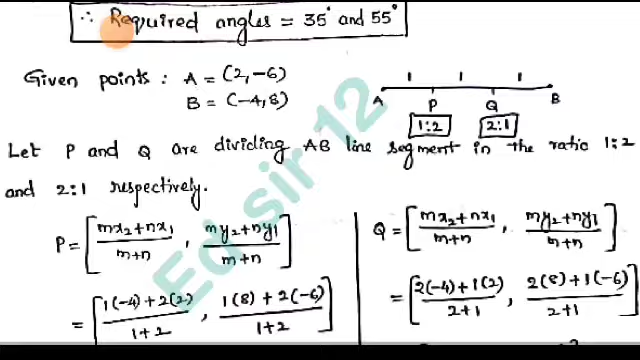 ∴ Required angles = 35° and 55°
Given points : A = (2, -6)
B = (-4, 8)
1 1 1
A P Q B
1:2 2:1
Let P and Q are dividing AB line segment in the ratio 1:2
and 2:1 respectively.
P = [ (mx₂+nx₁)/(m+n) , (my₂+ny₁)/(m+n) ]
= [ (1(-4)+2(2))/(1+2) , (1(8)+2(-6))/(1+2) ]
Q = [ (mx₂+nx₁)/(m+n) , (my₂+ny₁)/(m+n) ]
= [ (2(-4)+1(2))/(2+1) , (2(8)+1(-6))/(2+1) ]
Ed sir 12